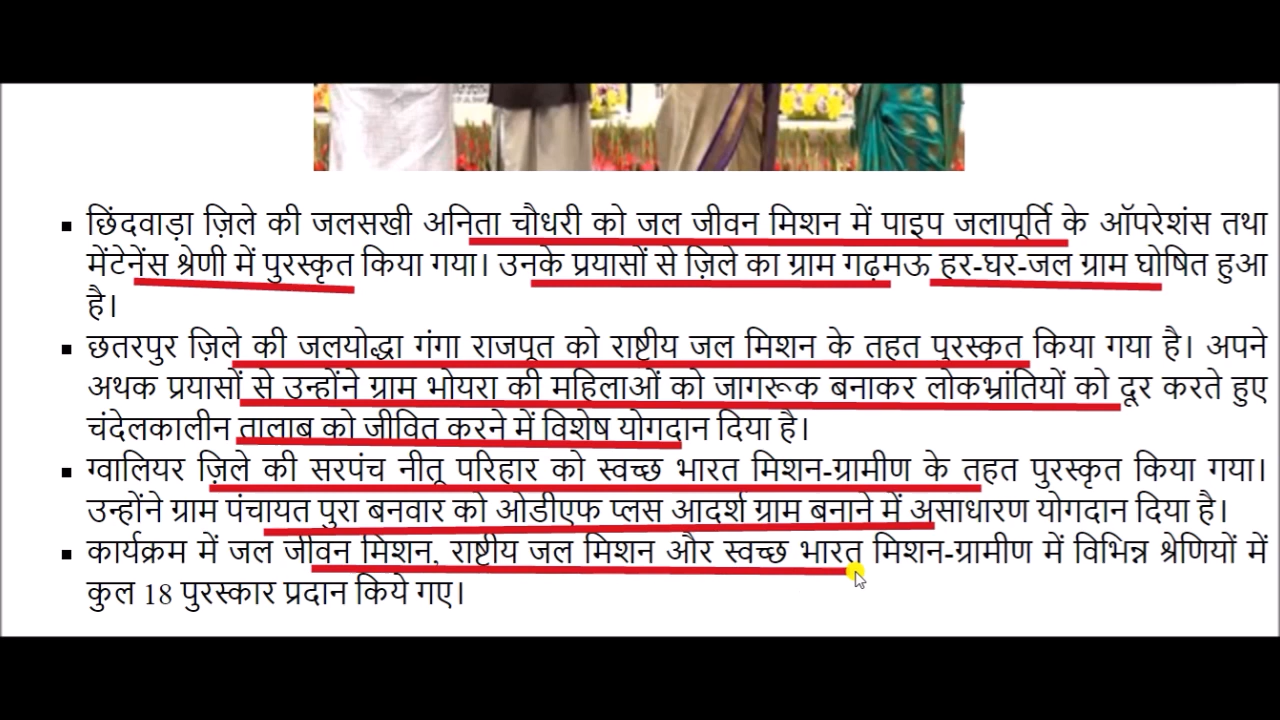 छिंदवाड़ा ज़िले की जलसखी अनिता चौधरी को जल जीवन मिशन में पाइप जलापूर्ति के ऑपरेशंस तथा
मेंटेनेंस श्रेणी में पुरस्कृत किया गया। उनके प्रयासों से ज़िले का ग्राम गढ़मऊ हर-घर-जल ग्राम घोषित हुआ
है।
छतरपुर ज़िले की जलयोद्धा गंगा राजपूत को राष्ट्रीय जल मिशन के तहत पुरस्कृत किया गया है। अपने
अथक प्रयासों से उन्होंने ग्राम भोयरा की महिलाओं को जागरूक बनाकर लोकभ्रांतियों को दूर करते हुए
चंदेलकालीन तालाब को जीवित करने में विशेष योगदान दिया है।
ग्वालियर ज़िले की सरपंच नीतू परिहार को स्वच्छ भारत मिशन-ग्रामीण के तहत पुरस्कृत किया गया।
उन्होंने ग्राम पंचायत पुरा बनवार को ओडीएफ प्लस आदर्श ग्राम बनाने में असाधारण योगदान दिया है।
कार्यक्रम में जल जीवन मिशन, राष्ट्रीय जल मिशन और स्वच्छ भारत मिशन-ग्रामीण में विभिन्न श्रेणियों में
कुल 18 पुरस्कार प्रदान किये गए।